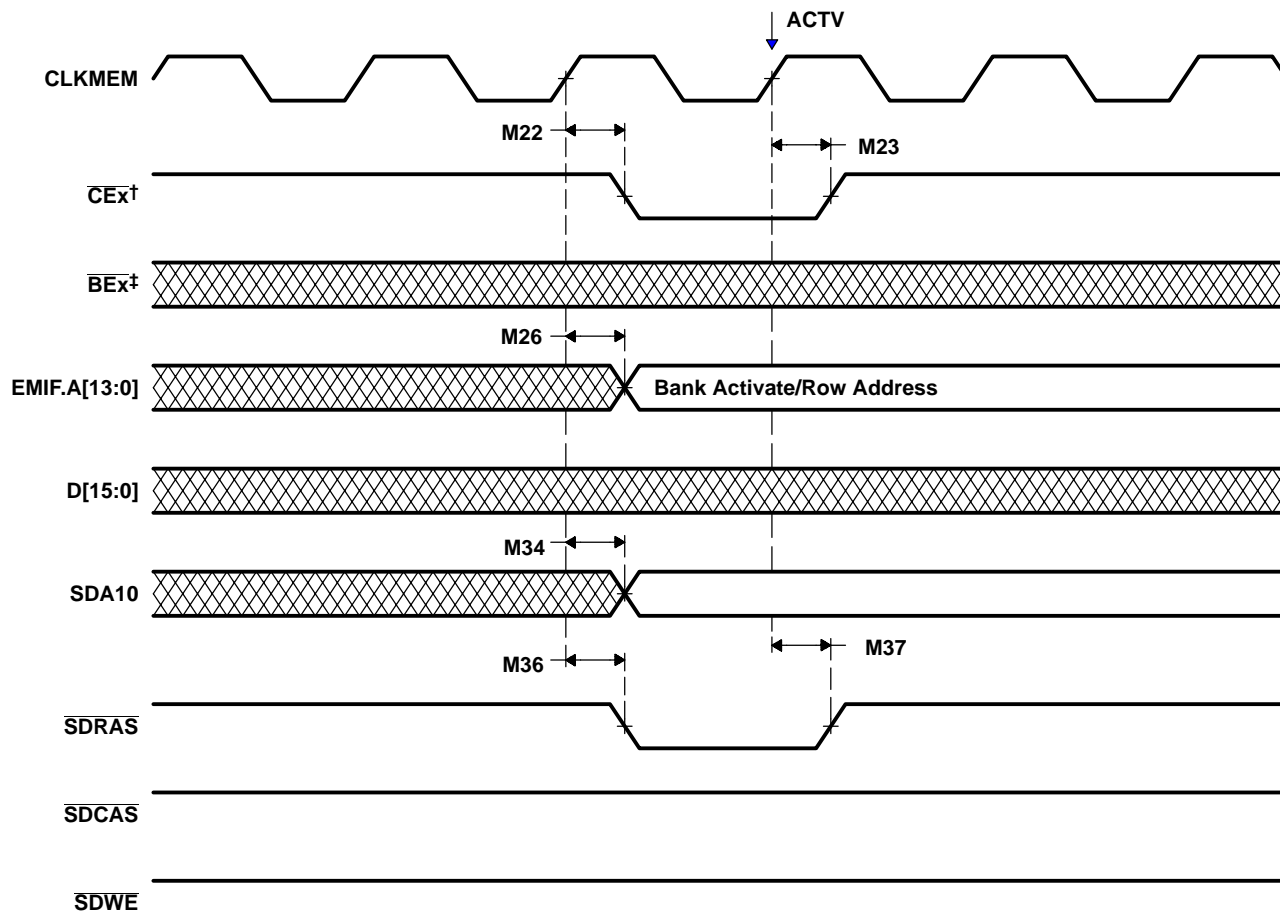 ACTV
CLKMEM
M22
M23
CEx†
BEx‡
M26
EMIF.A[13:0]
Bank Activate/Row Address
D[15:0]
M34
SDA10
M36
M37
SDRAS
SDCAS
SDWE